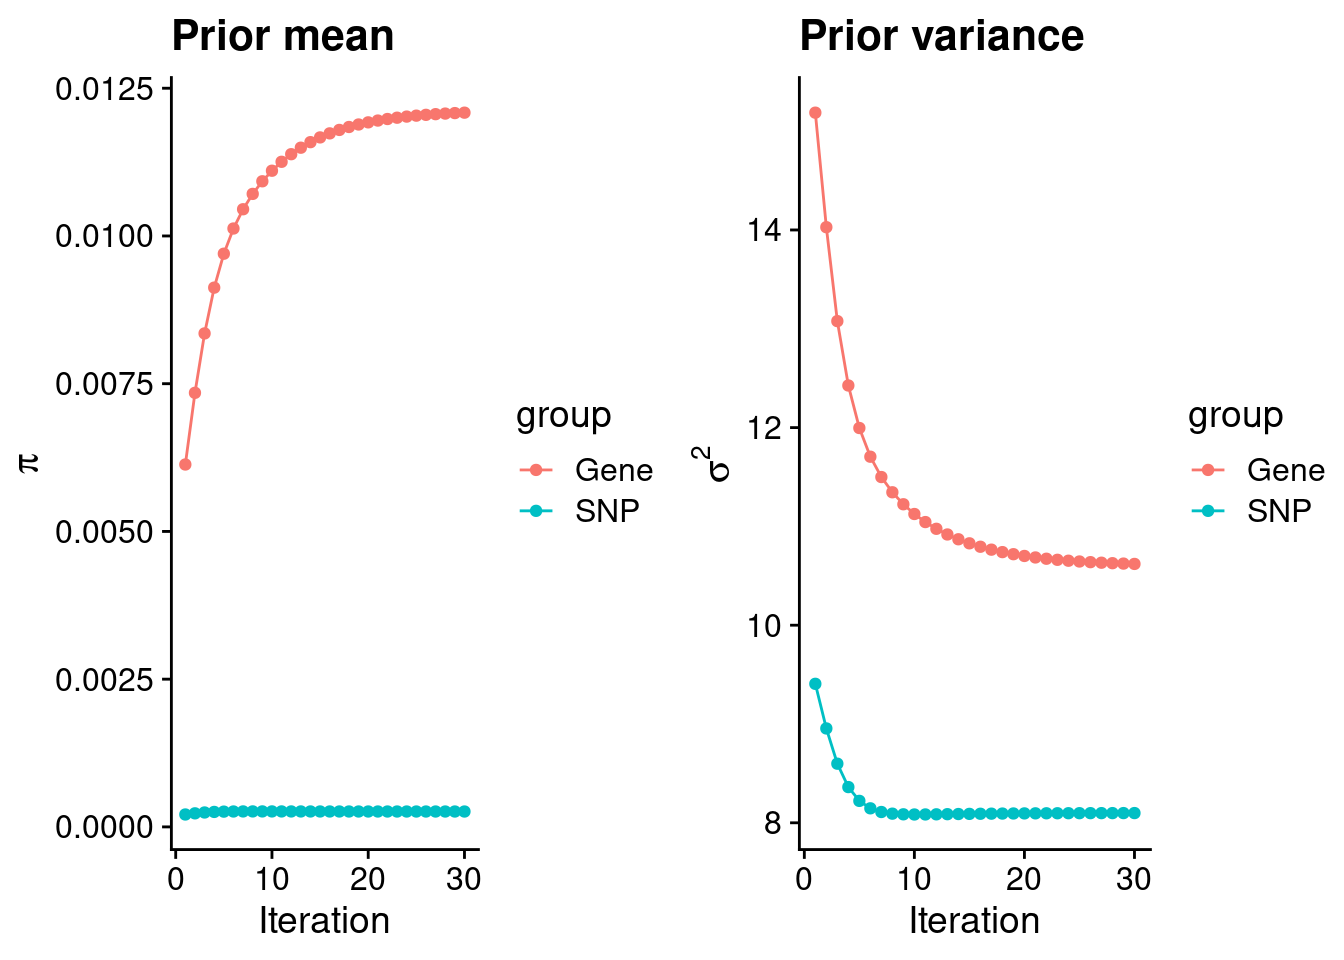 Prior mean
0.0125
0.0100
0.0075
0.0050
0.0025
0.0000
π
0 10 20 30
Iteration
group
Gene
SNP
Prior variance
14
12
10
8
σ²
0 10 20 30
Iteration
group
Gene
SNP